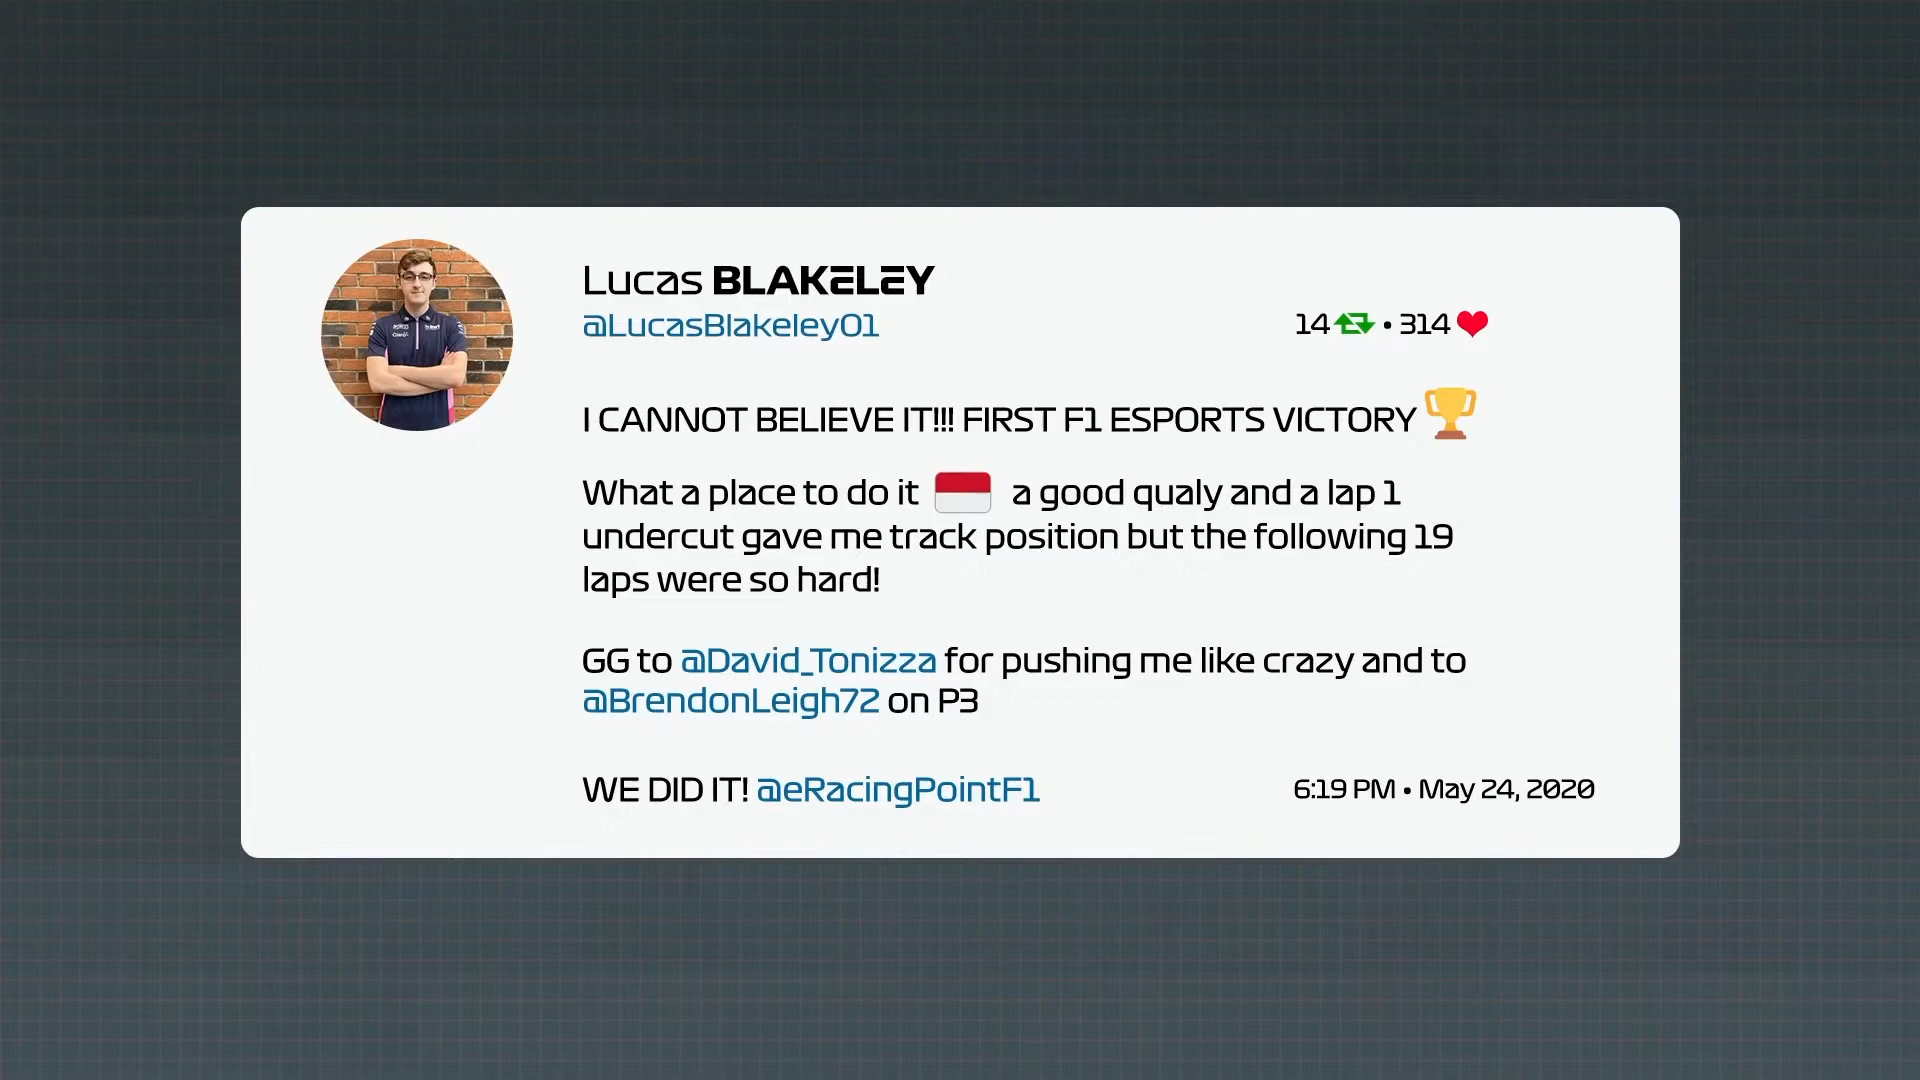 Lucas BLAKELEY
@LucasBlakeley01
14 • 314
I CANNOT BELIEVE IT!!! FIRST F1 ESPORTS VICTORY
What a place to do it a good qualy and a lap 1
undercut gave me track position but the following 19
laps were so hard!
GG to @David_Tonizza for pushing me like crazy and to
@BrendonLeigh72 on P3
WE DID IT! @eRacingPointF1
6:19 PM • May 24, 2020